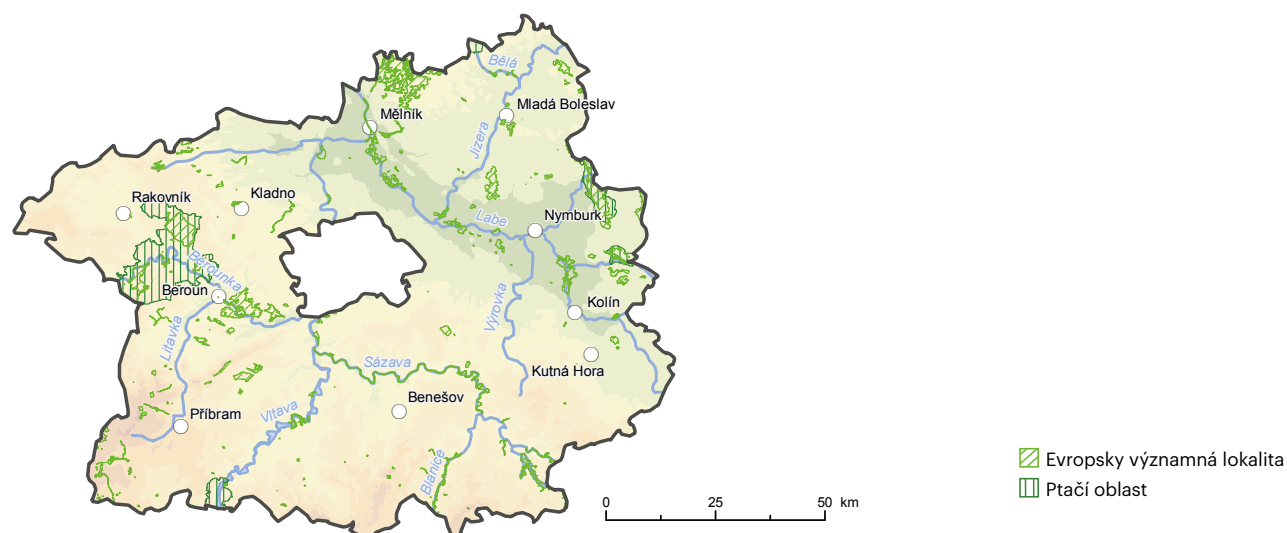 Bělá
Mladá Boleslav
Mělník
Jizera
Rakovník
Kladno
Labe
Nymburk
Berounka
Beroun
Kolín
Výrovka
Litavka
Sázava
Kutná Hora
Benešov
Vltava
Příbram
Blanice
Evropsky významná lokalita
Ptačí oblast
0 25 50 km